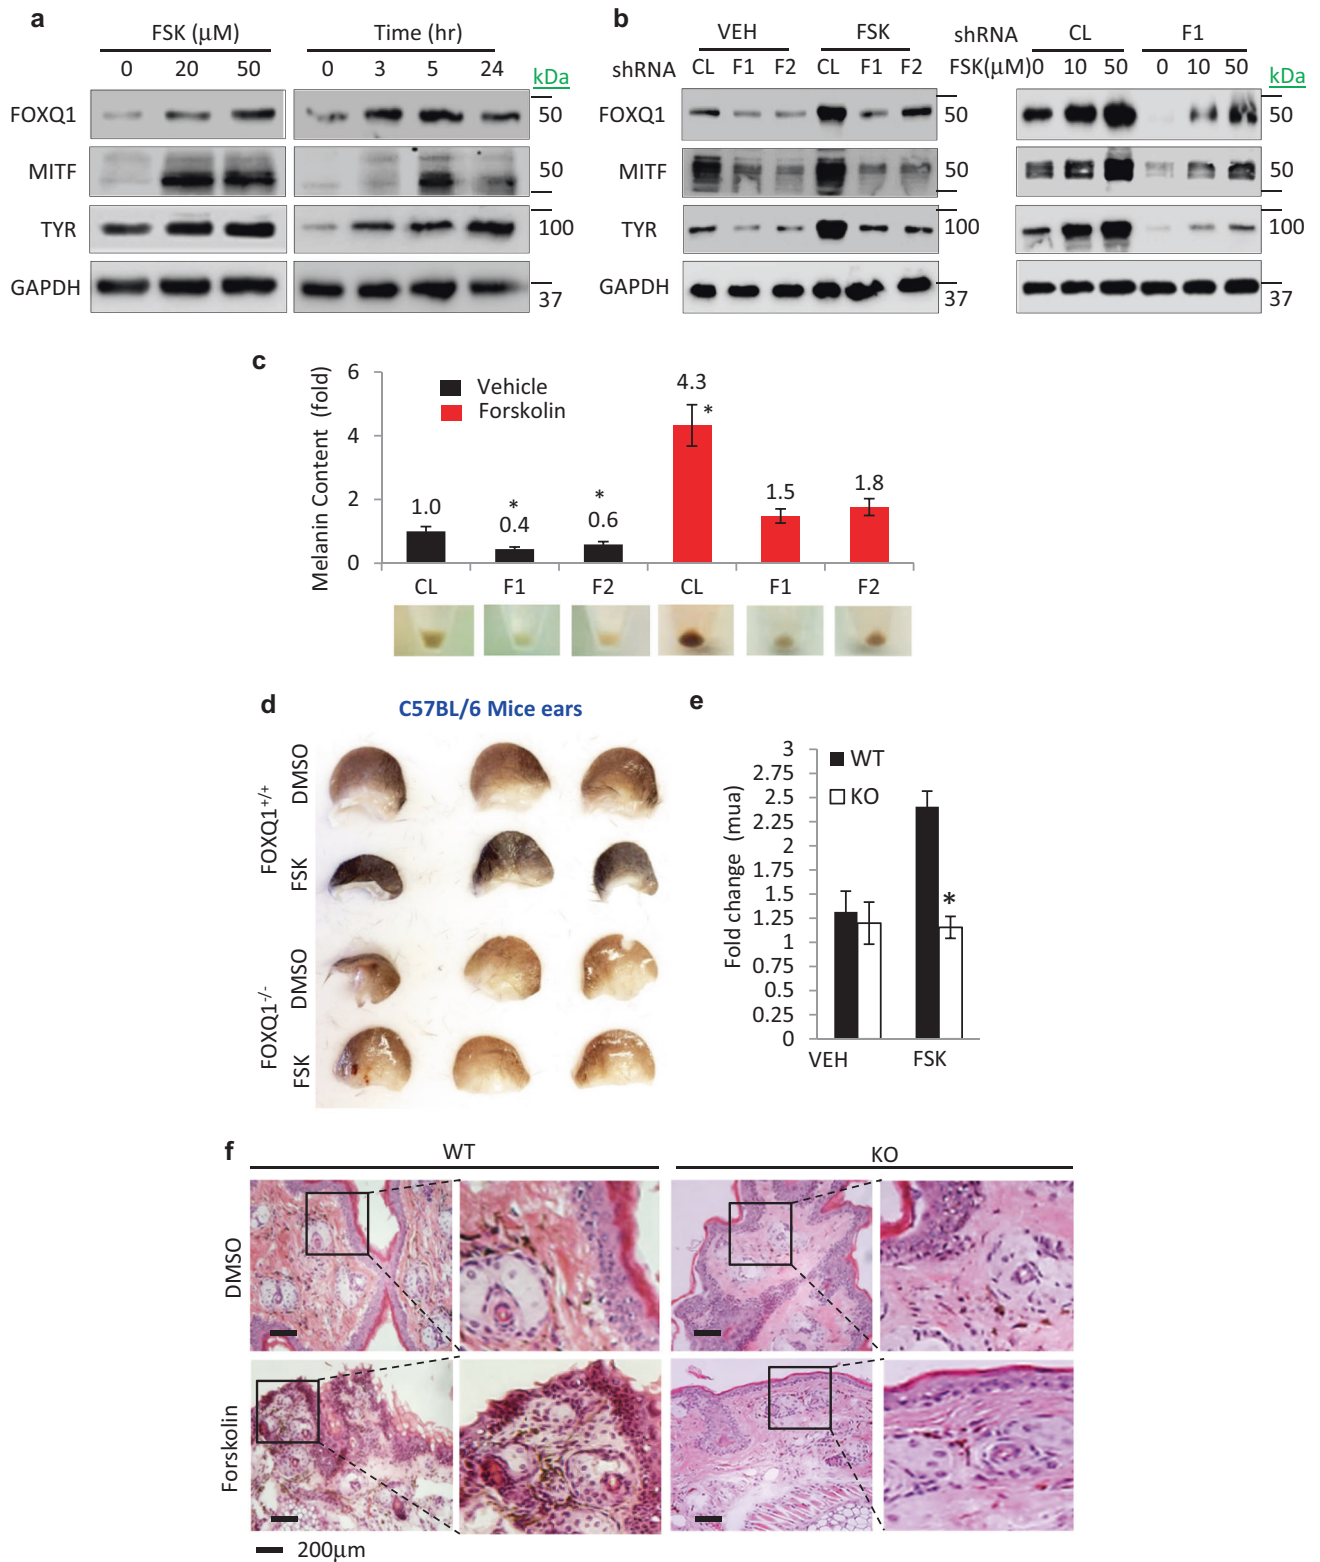 a
FSK (μM)
Time (hr)
0 20 50
0 3 5 24
kDa
FOXQ1
50
MITF
50
TYR
100
GAPDH
37
b
VEH
FSK
shRNA CL F1 F2 CL F1 F2
shRNA
CL
F1
FSK(μM)0 10 50 0 10 50
kDa
FOXQ1
50
50
MITF
50
50
TYR
100
100
GAPDH
37
37
c
Melanin Content (fold)
6
4
2
0
Vehicle
Forskolin
1.0
*
0.4
*
0.6
4.3
*
1.5
1.8
CL F1 F2 CL F1 F2
d
C57BL/6 Mice ears
FOXQ1+/+
DMSO
FSK
FOXQ1-/-
DMSO
FSK
e
Fold change (mua)
3
2.75
2.5
2.25
2
1.75
1.5
1.25
1
0.75
0.5
0.25
0
WT
KO
*
VEH
FSK
f
WT
KO
DMSO
Forskolin
200μm